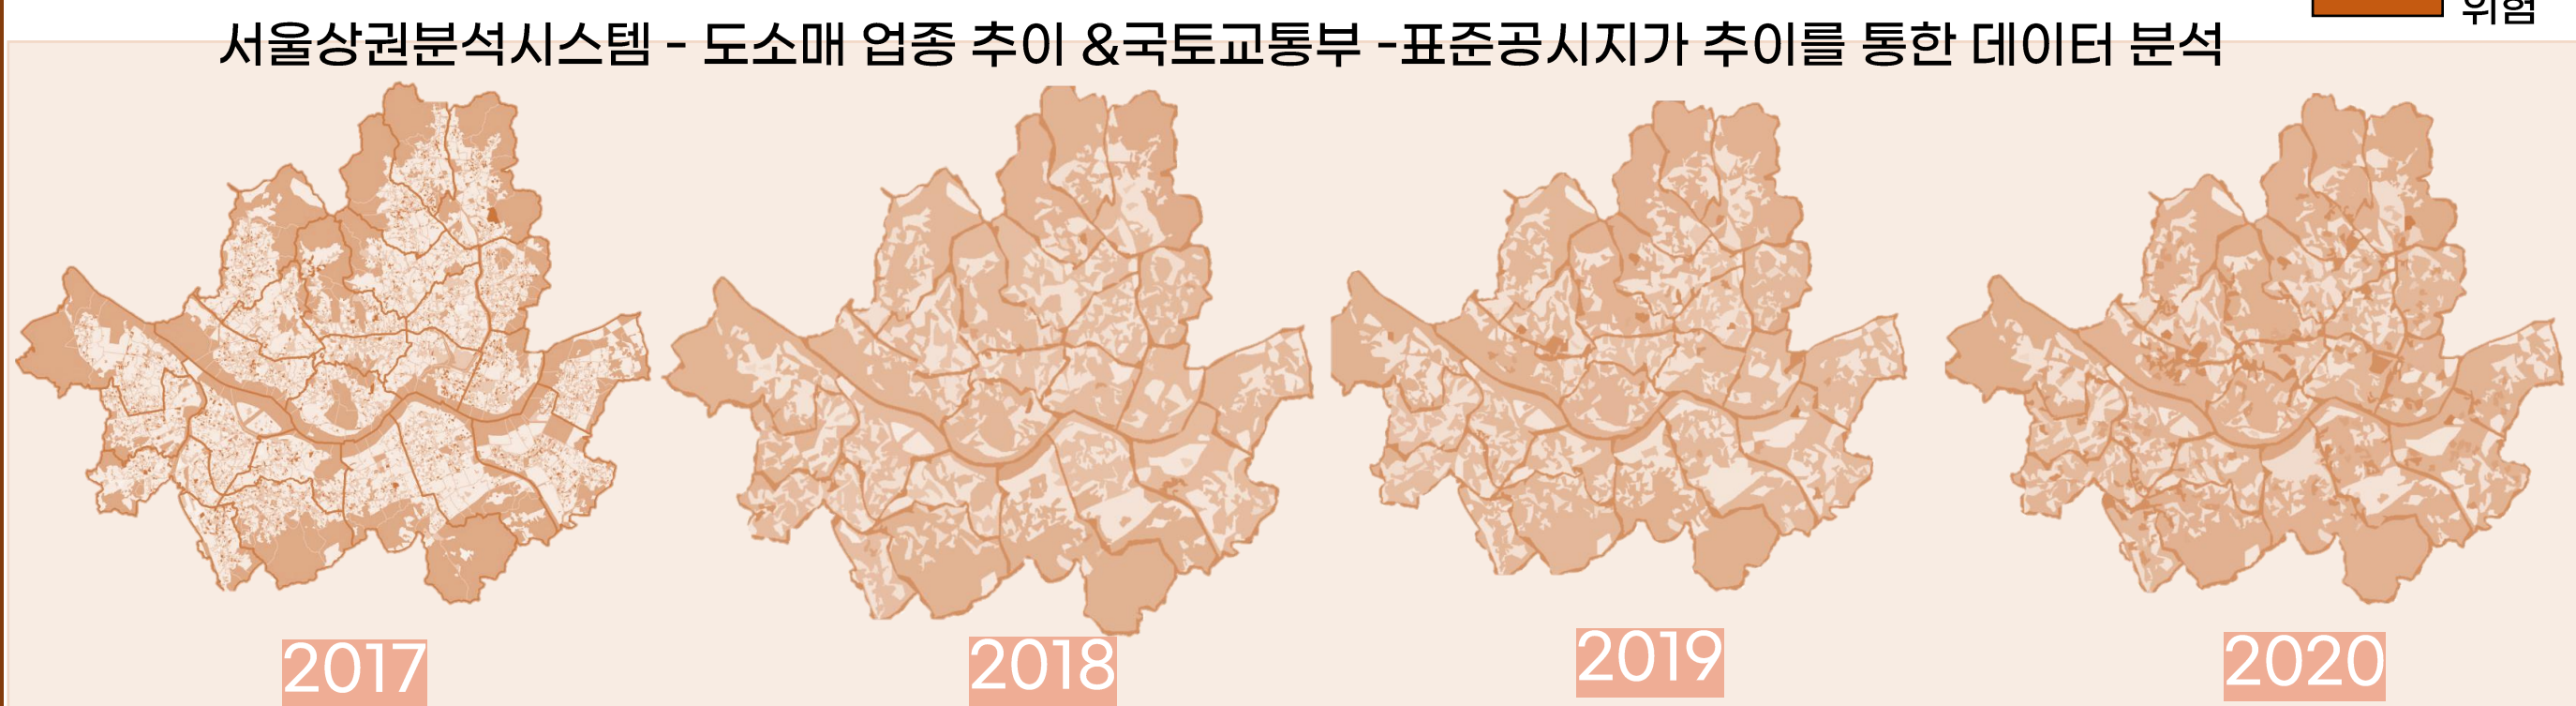 위험
서울상권분석시스템 - 도소매 업종 추이 &국토교통부 -표준공시지가 추이를 통한 데이터 분석
2017
2018
2019
2020